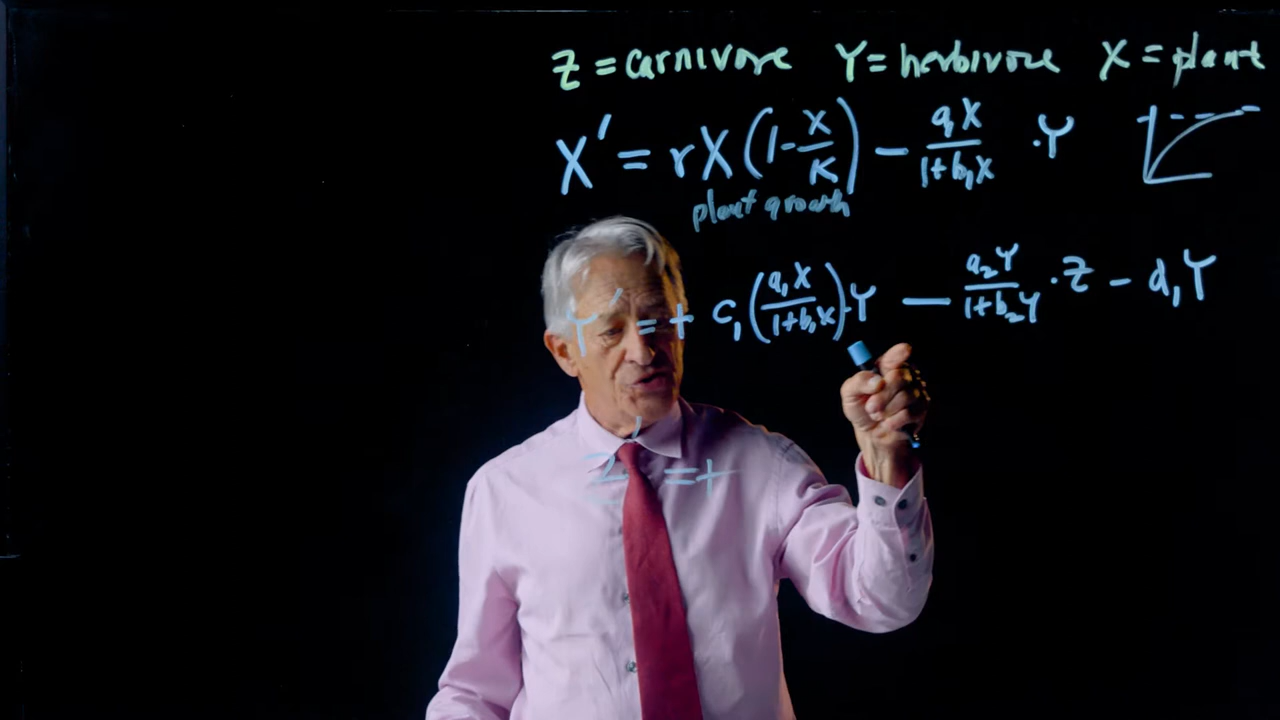 Z = carnivore Y = herbivore X = plant
X' = rX(1 - X/K) - a₁X/(1+b₁X) · Y
plant growth
Y' = + c₁(a₁X/(1+b₁X))·Y - a₂Y/(1+b₂Y) · Z - d₁Y
Z' = +